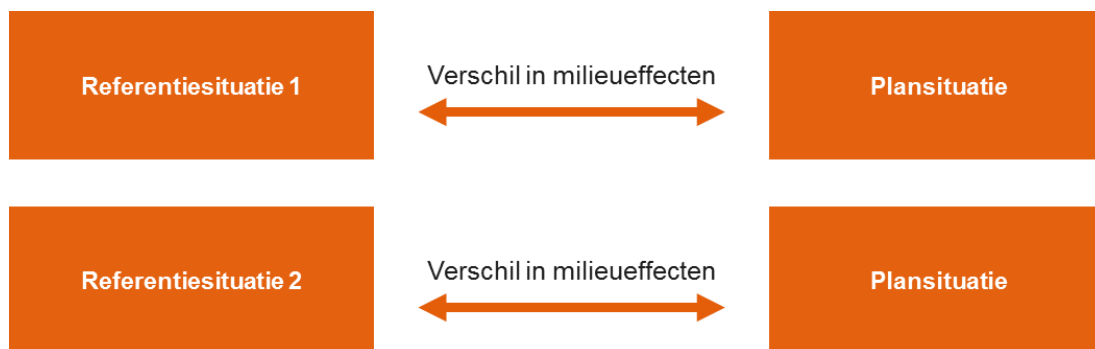 Referentiesituatie 1
Verschil in milieueffecten
Plansituatie
Referentiesituatie 2
Verschil in milieueffecten
Plansituatie